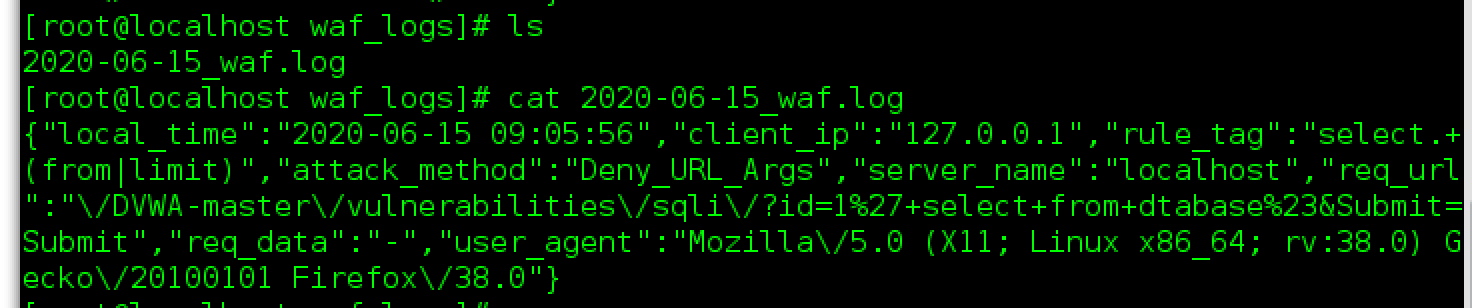 [root@localhost waf_logs]# ls
2020-06-15_waf.log
[root@localhost waf_logs]# cat 2020-06-15_waf.log
{"local_time":"2020-06-15 09:05:56","client_ip":"127.0.0.1","rule_tag":"select.+
(from|limit)","attack_method":"Deny_URL_Args","server_name":"localhost","req_url
":"\/DVWA-master\/vulnerabilities\/sqli\/?id=1%27+select+from+dtabase%23&Submit=
Submit","req_data":"-","user_agent":"Mozilla\/5.0 (X11; Linux x86_64; rv:38.0) G
ecko\/20100101 Firefox\/38.0"}